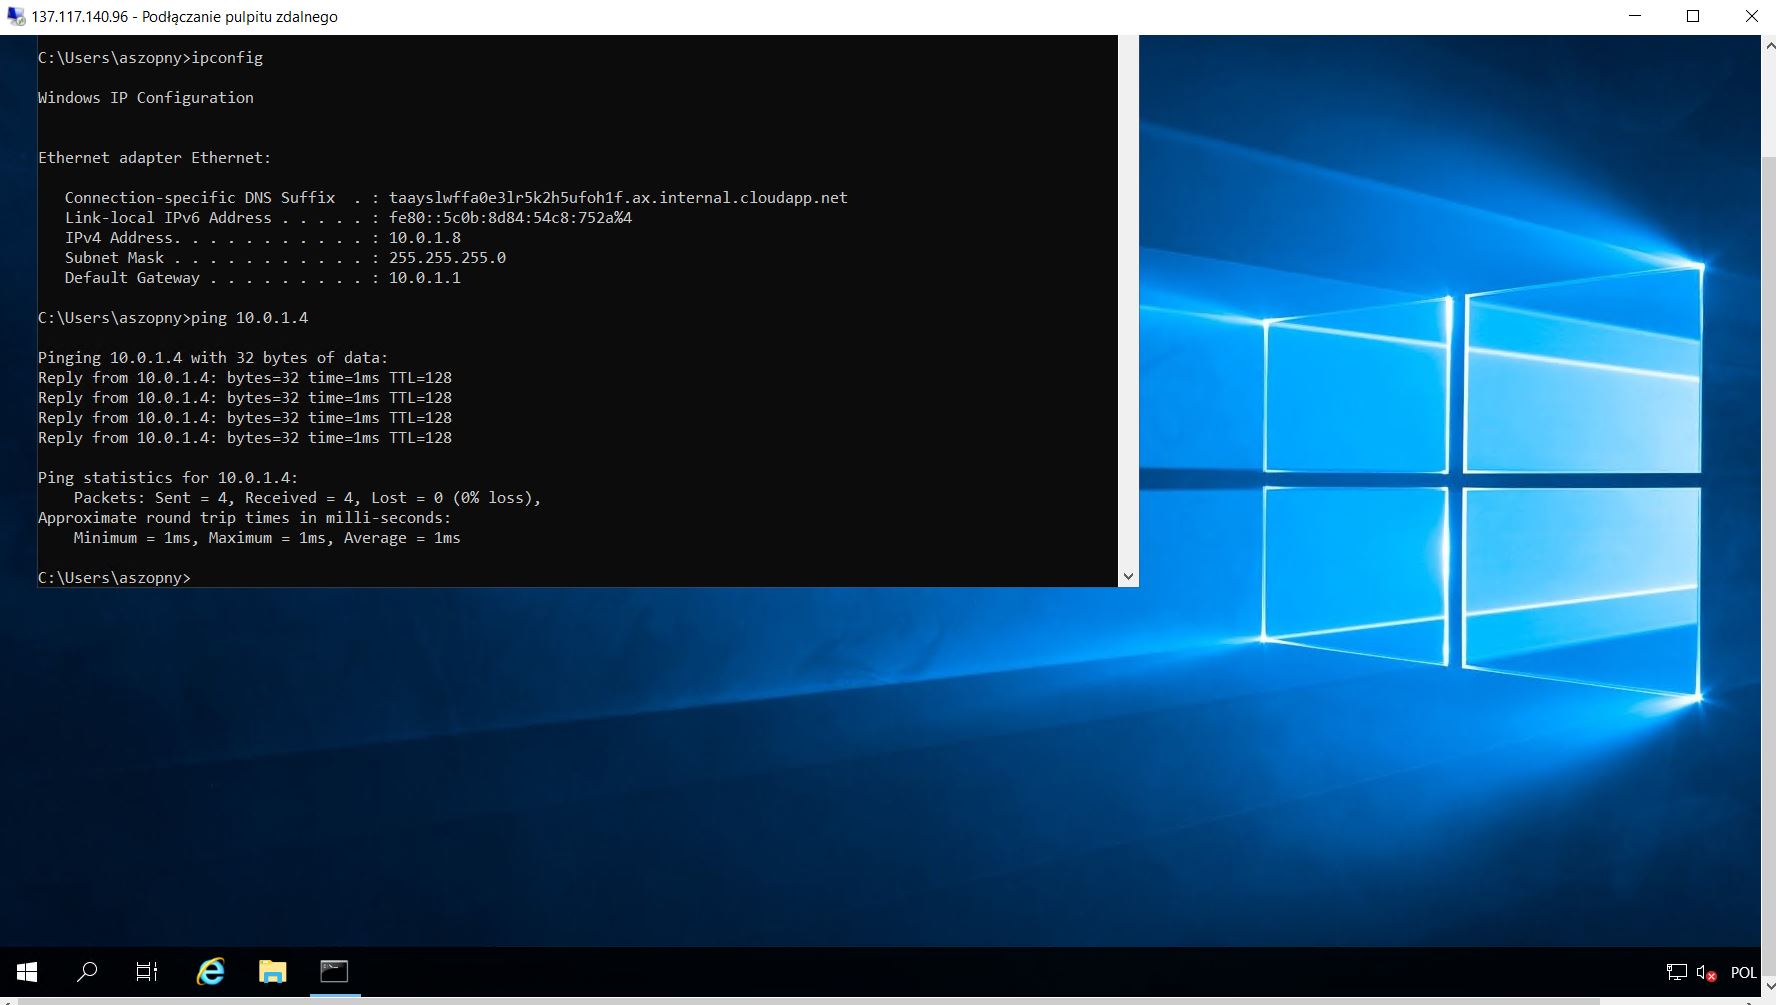 137.117.140.96 - Podłączanie pulpitu zdalnego
C:\Users\aszopny>ipconfig
Windows IP Configuration
Ethernet adapter Ethernet:
Connection-specific DNS Suffix  . : taayslwffa0e3lr5k2h5ufoh1f.ax.internal.cloudapp.net
Link-local IPv6 Address . . . . . : fe80::5c0b:8d84:54c8:752a%4
IPv4 Address. . . . . . . . . . . : 10.0.1.8
Subnet Mask . . . . . . . . . . . : 255.255.255.0
Default Gateway . . . . . . . . . : 10.0.1.1
C:\Users\aszopny>ping 10.0.1.4
Pinging 10.0.1.4 with 32 bytes of data:
Reply from 10.0.1.4: bytes=32 time=1ms TTL=128
Reply from 10.0.1.4: bytes=32 time=1ms TTL=128
Reply from 10.0.1.4: bytes=32 time=1ms TTL=128
Reply from 10.0.1.4: bytes=32 time=1ms TTL=128
Ping statistics for 10.0.1.4:
Packets: Sent = 4, Received = 4, Lost = 0 (0% loss),
Approximate round trip times in milli-seconds:
Minimum = 1ms, Maximum = 1ms, Average = 1ms
C:\Users\aszopny>
POL